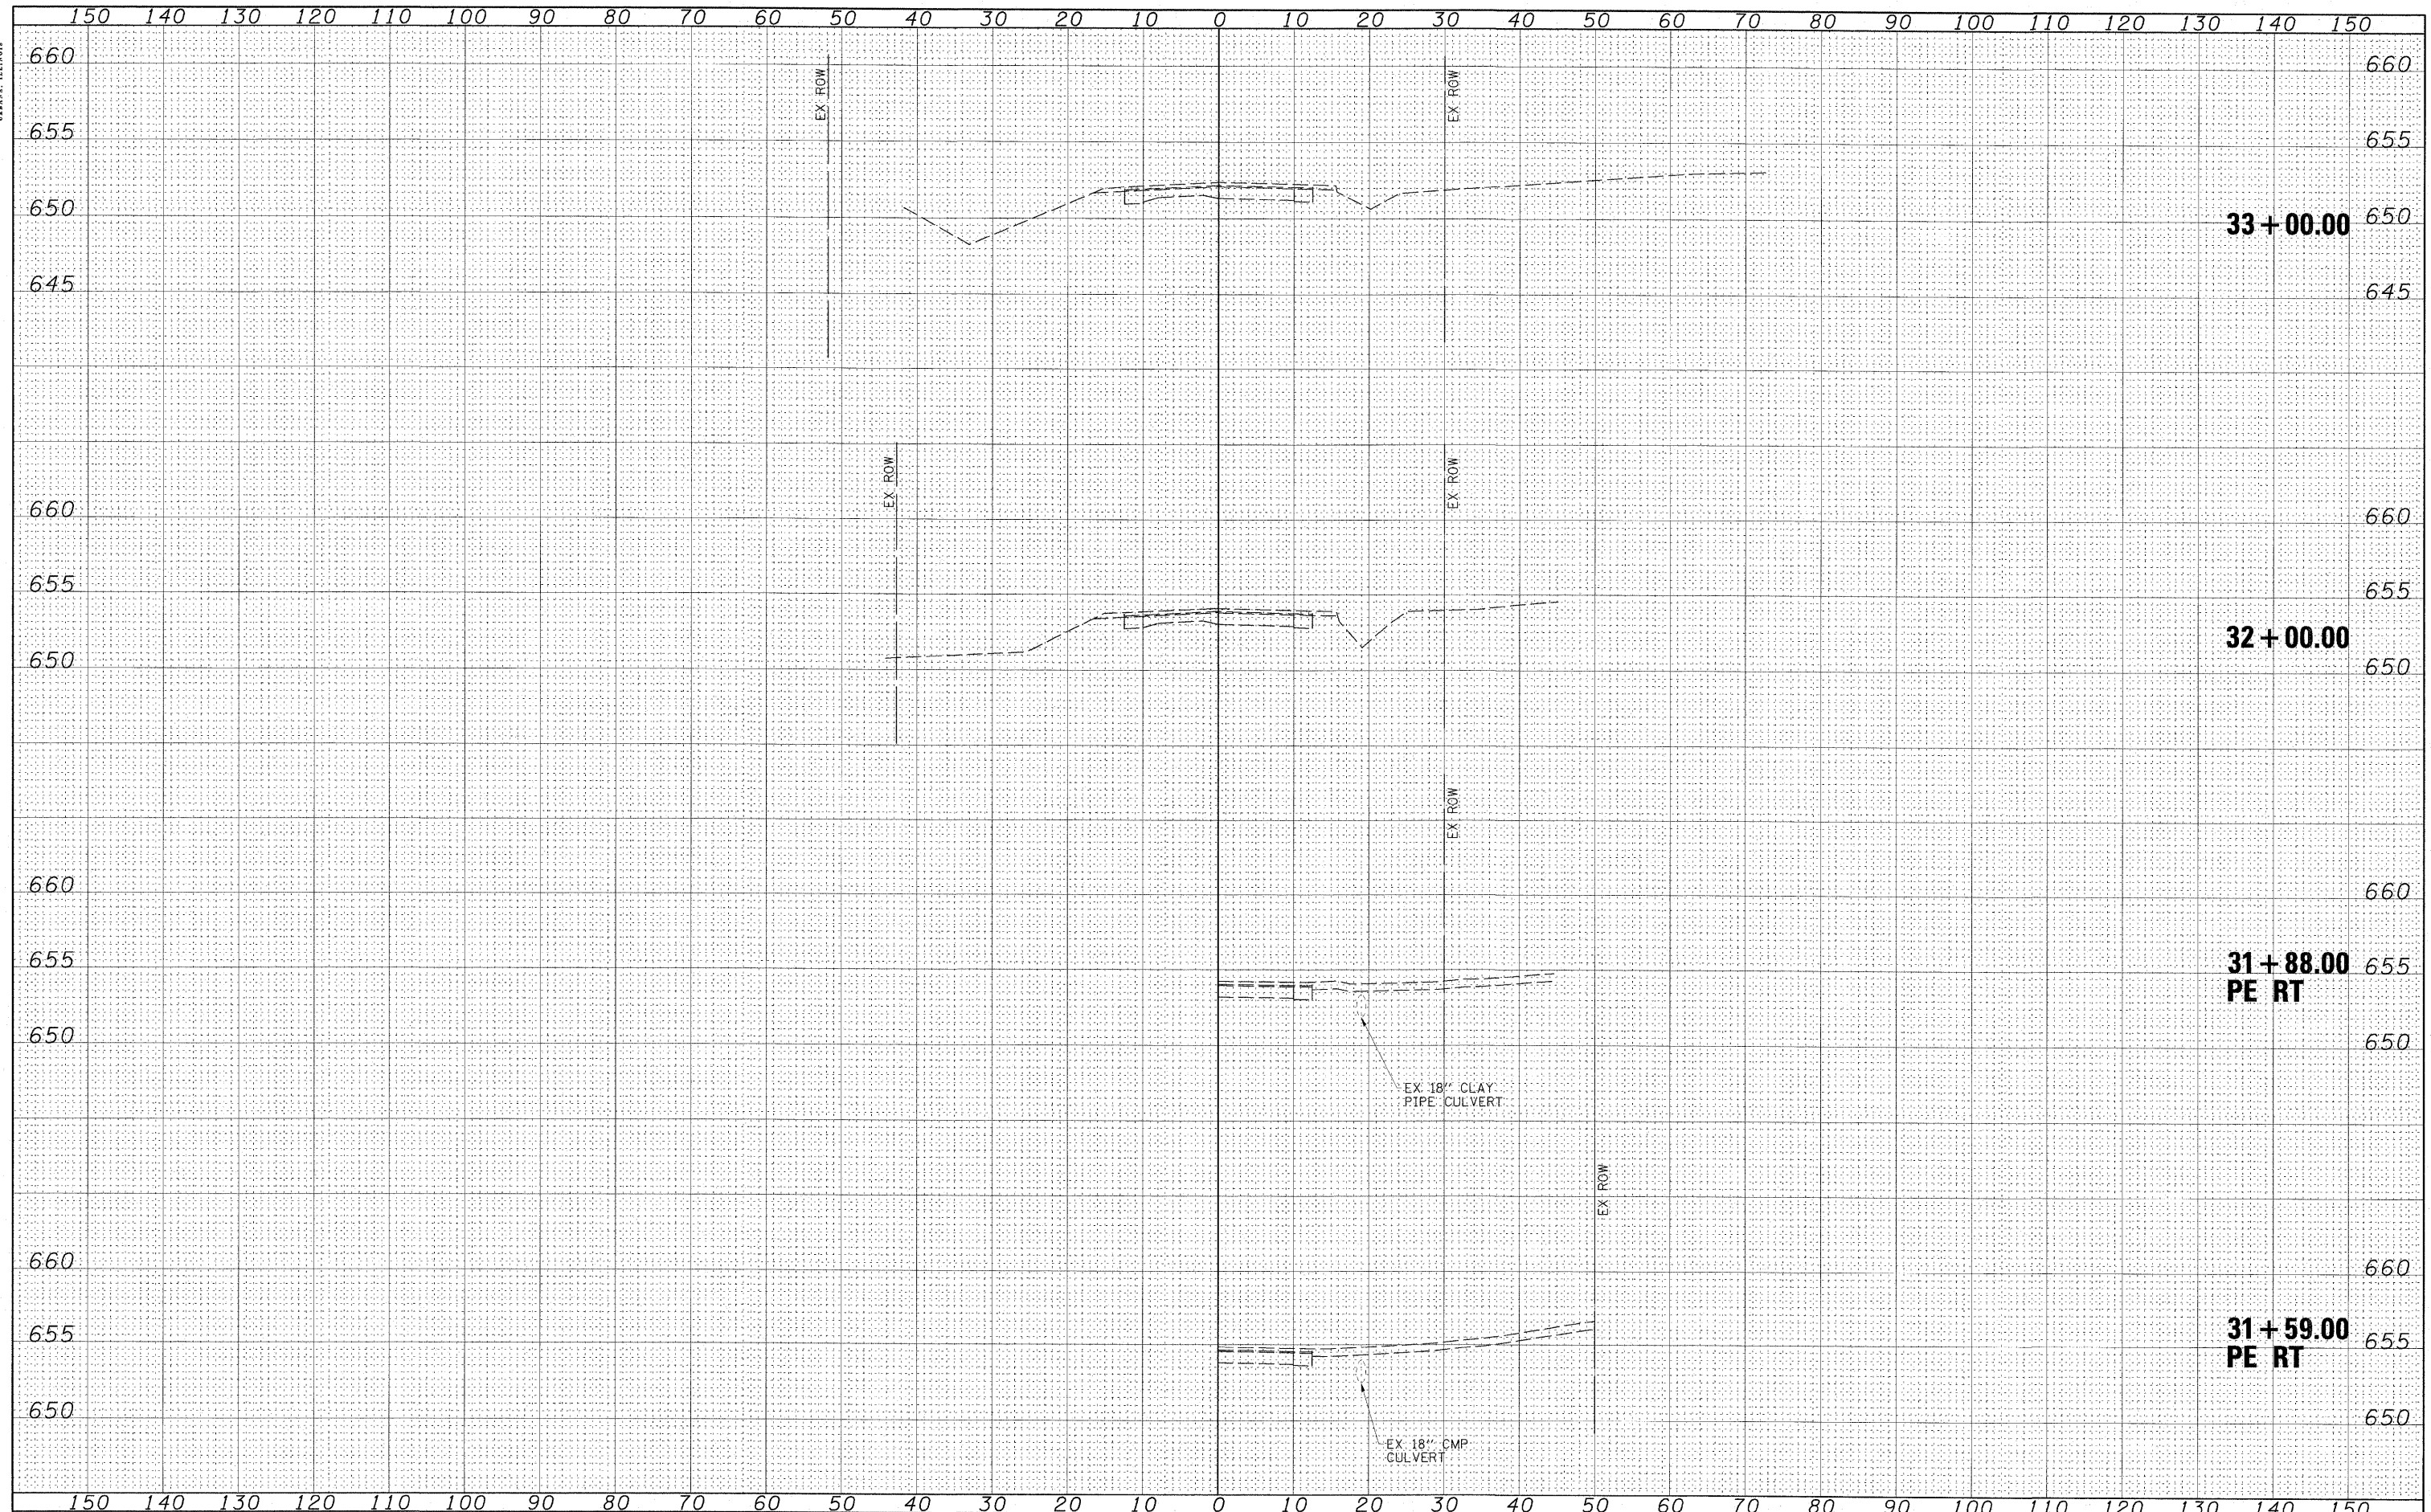 150 140 130 120 110 100 90 80 70 60 50 40 30 20 10 0 10 20 30 40 50 60 70 80 90 100 110 120 130 140 150
660 EX ROW EX ROW 660
655 655
650 33+00.00 650
645 645
EX ROW EX ROW
660 660
655 655
32+00.00
650 650
EX ROW
660 660
655 31+88.00 655
PE RT
650 650
EX 18" CLAY
PIPE CULVERT
EX ROW
660 660
655 31+59.00 655
PE RT
650 650
EX 18" CMP
CULVERT
150 140 130 120 110 100 90 80 70 60 50 40 30 20 10 0 10 20 30 40 50 60 70 80 90 100 110 120 130 140 150